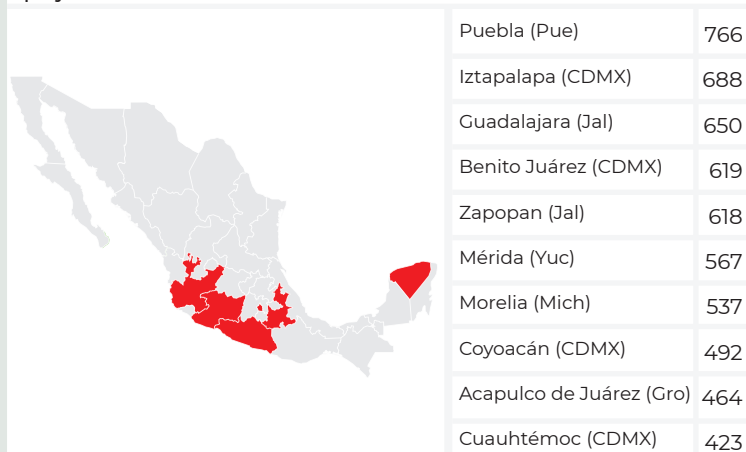 Puebla (Pue) 766
Iztapalapa (CDMX) 688
Guadalajara (Jal) 650
Benito Juárez (CDMX) 619
Zapopan (Jal) 618
Mérida (Yuc) 567
Morelia (Mich) 537
Coyoacán (CDMX) 492
Acapulco de Juárez (Gro) 464
Cuauhtémoc (CDMX) 423